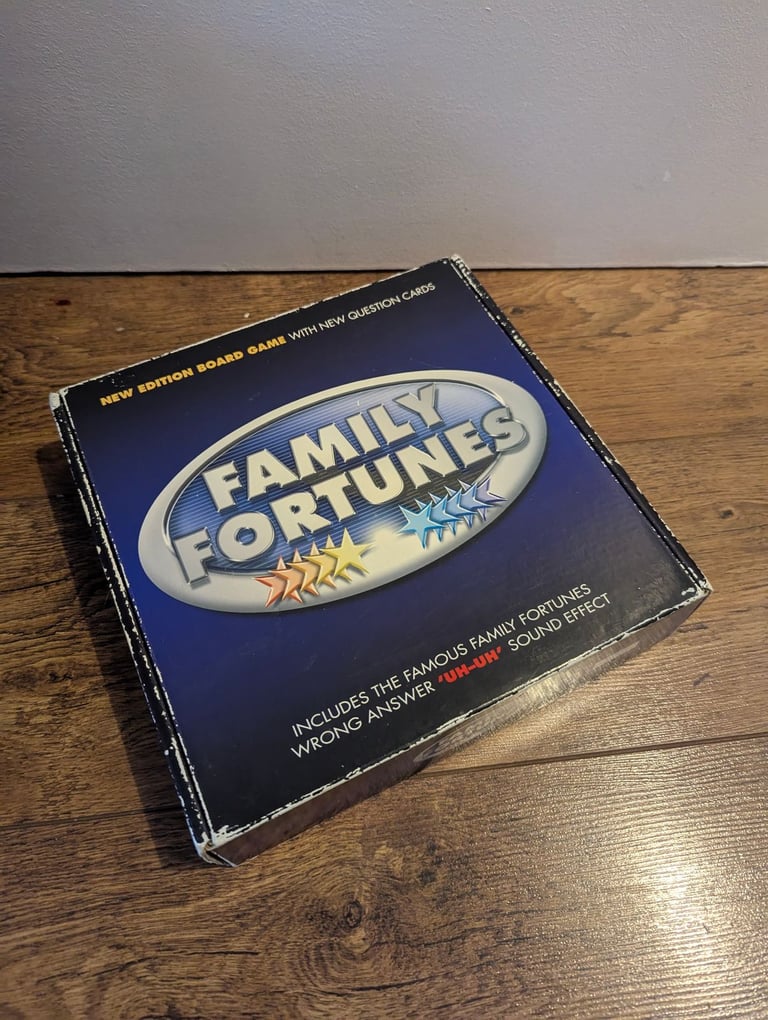 NEW EDITION BOARD GAME WITH NEW QUESTION CARDS
FAMILY
FORTUNES
INCLUDES THE FAMOUS FAMILY FORTUNES
WRONG ANSWER 'UH-UH' SOUND EFFECT